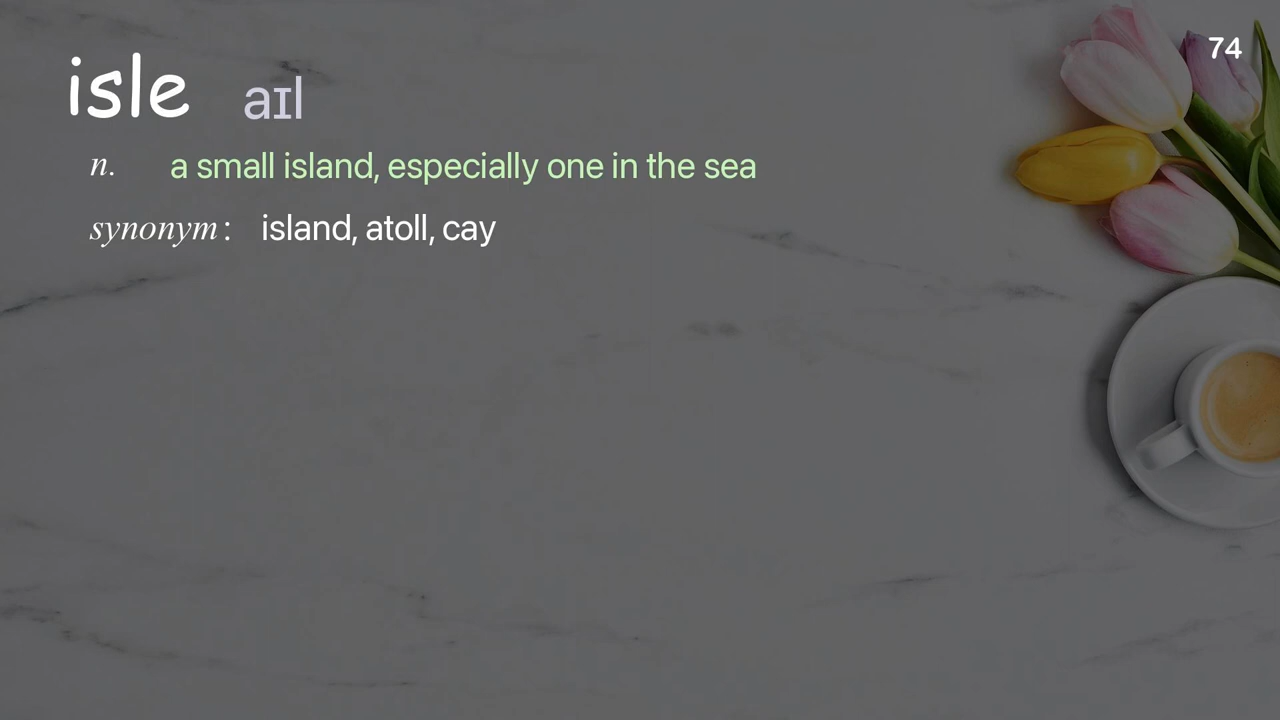 74
isle aɪl
n. a small island, especially one in the sea
synonym: island, atoll, cay